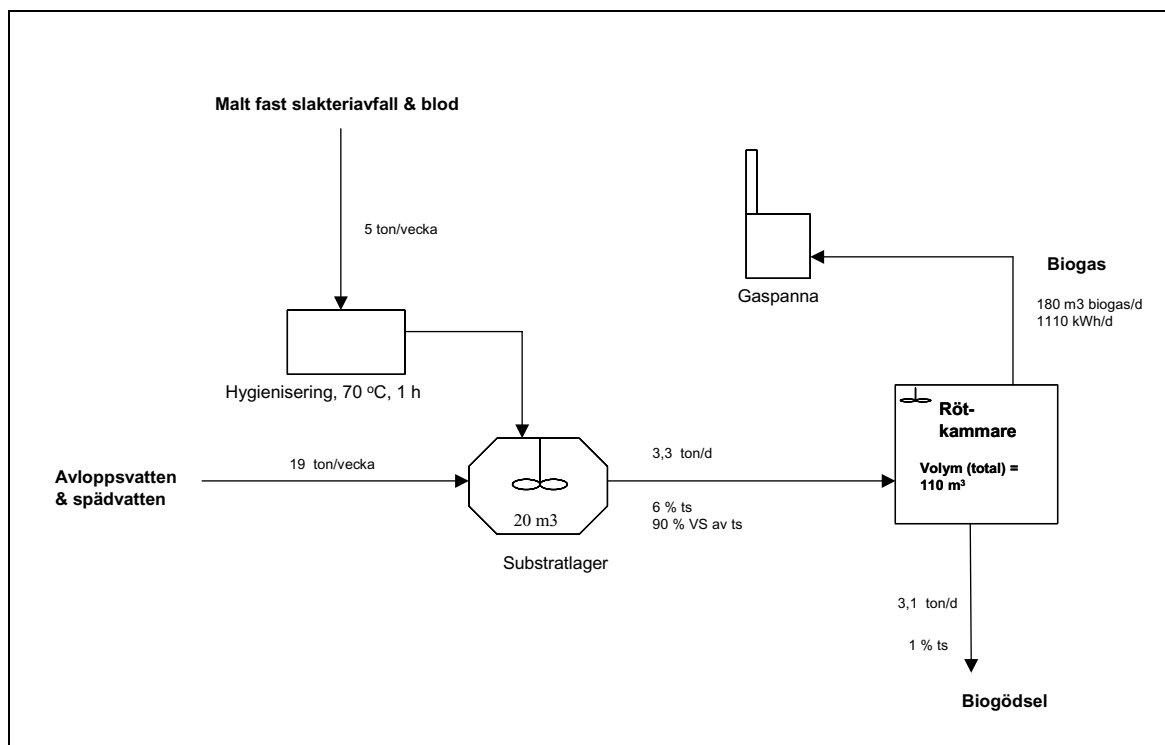 Malt fast slakteriavfall & blod
5 ton/vecka
Hygienisering, 70 °C, 1 h
Avloppsvatten
& spädvatten
19 ton/vecka
20 m3
Substratlager
3,3 ton/d
6 % ts
90 % VS av ts
Gaspanna
Biogas
180 m3 biogas/d
1110 kWh/d
Röt-
kammare
Volym (total) =
110 m³
3,1 ton/d
1 % ts
Biogödsel